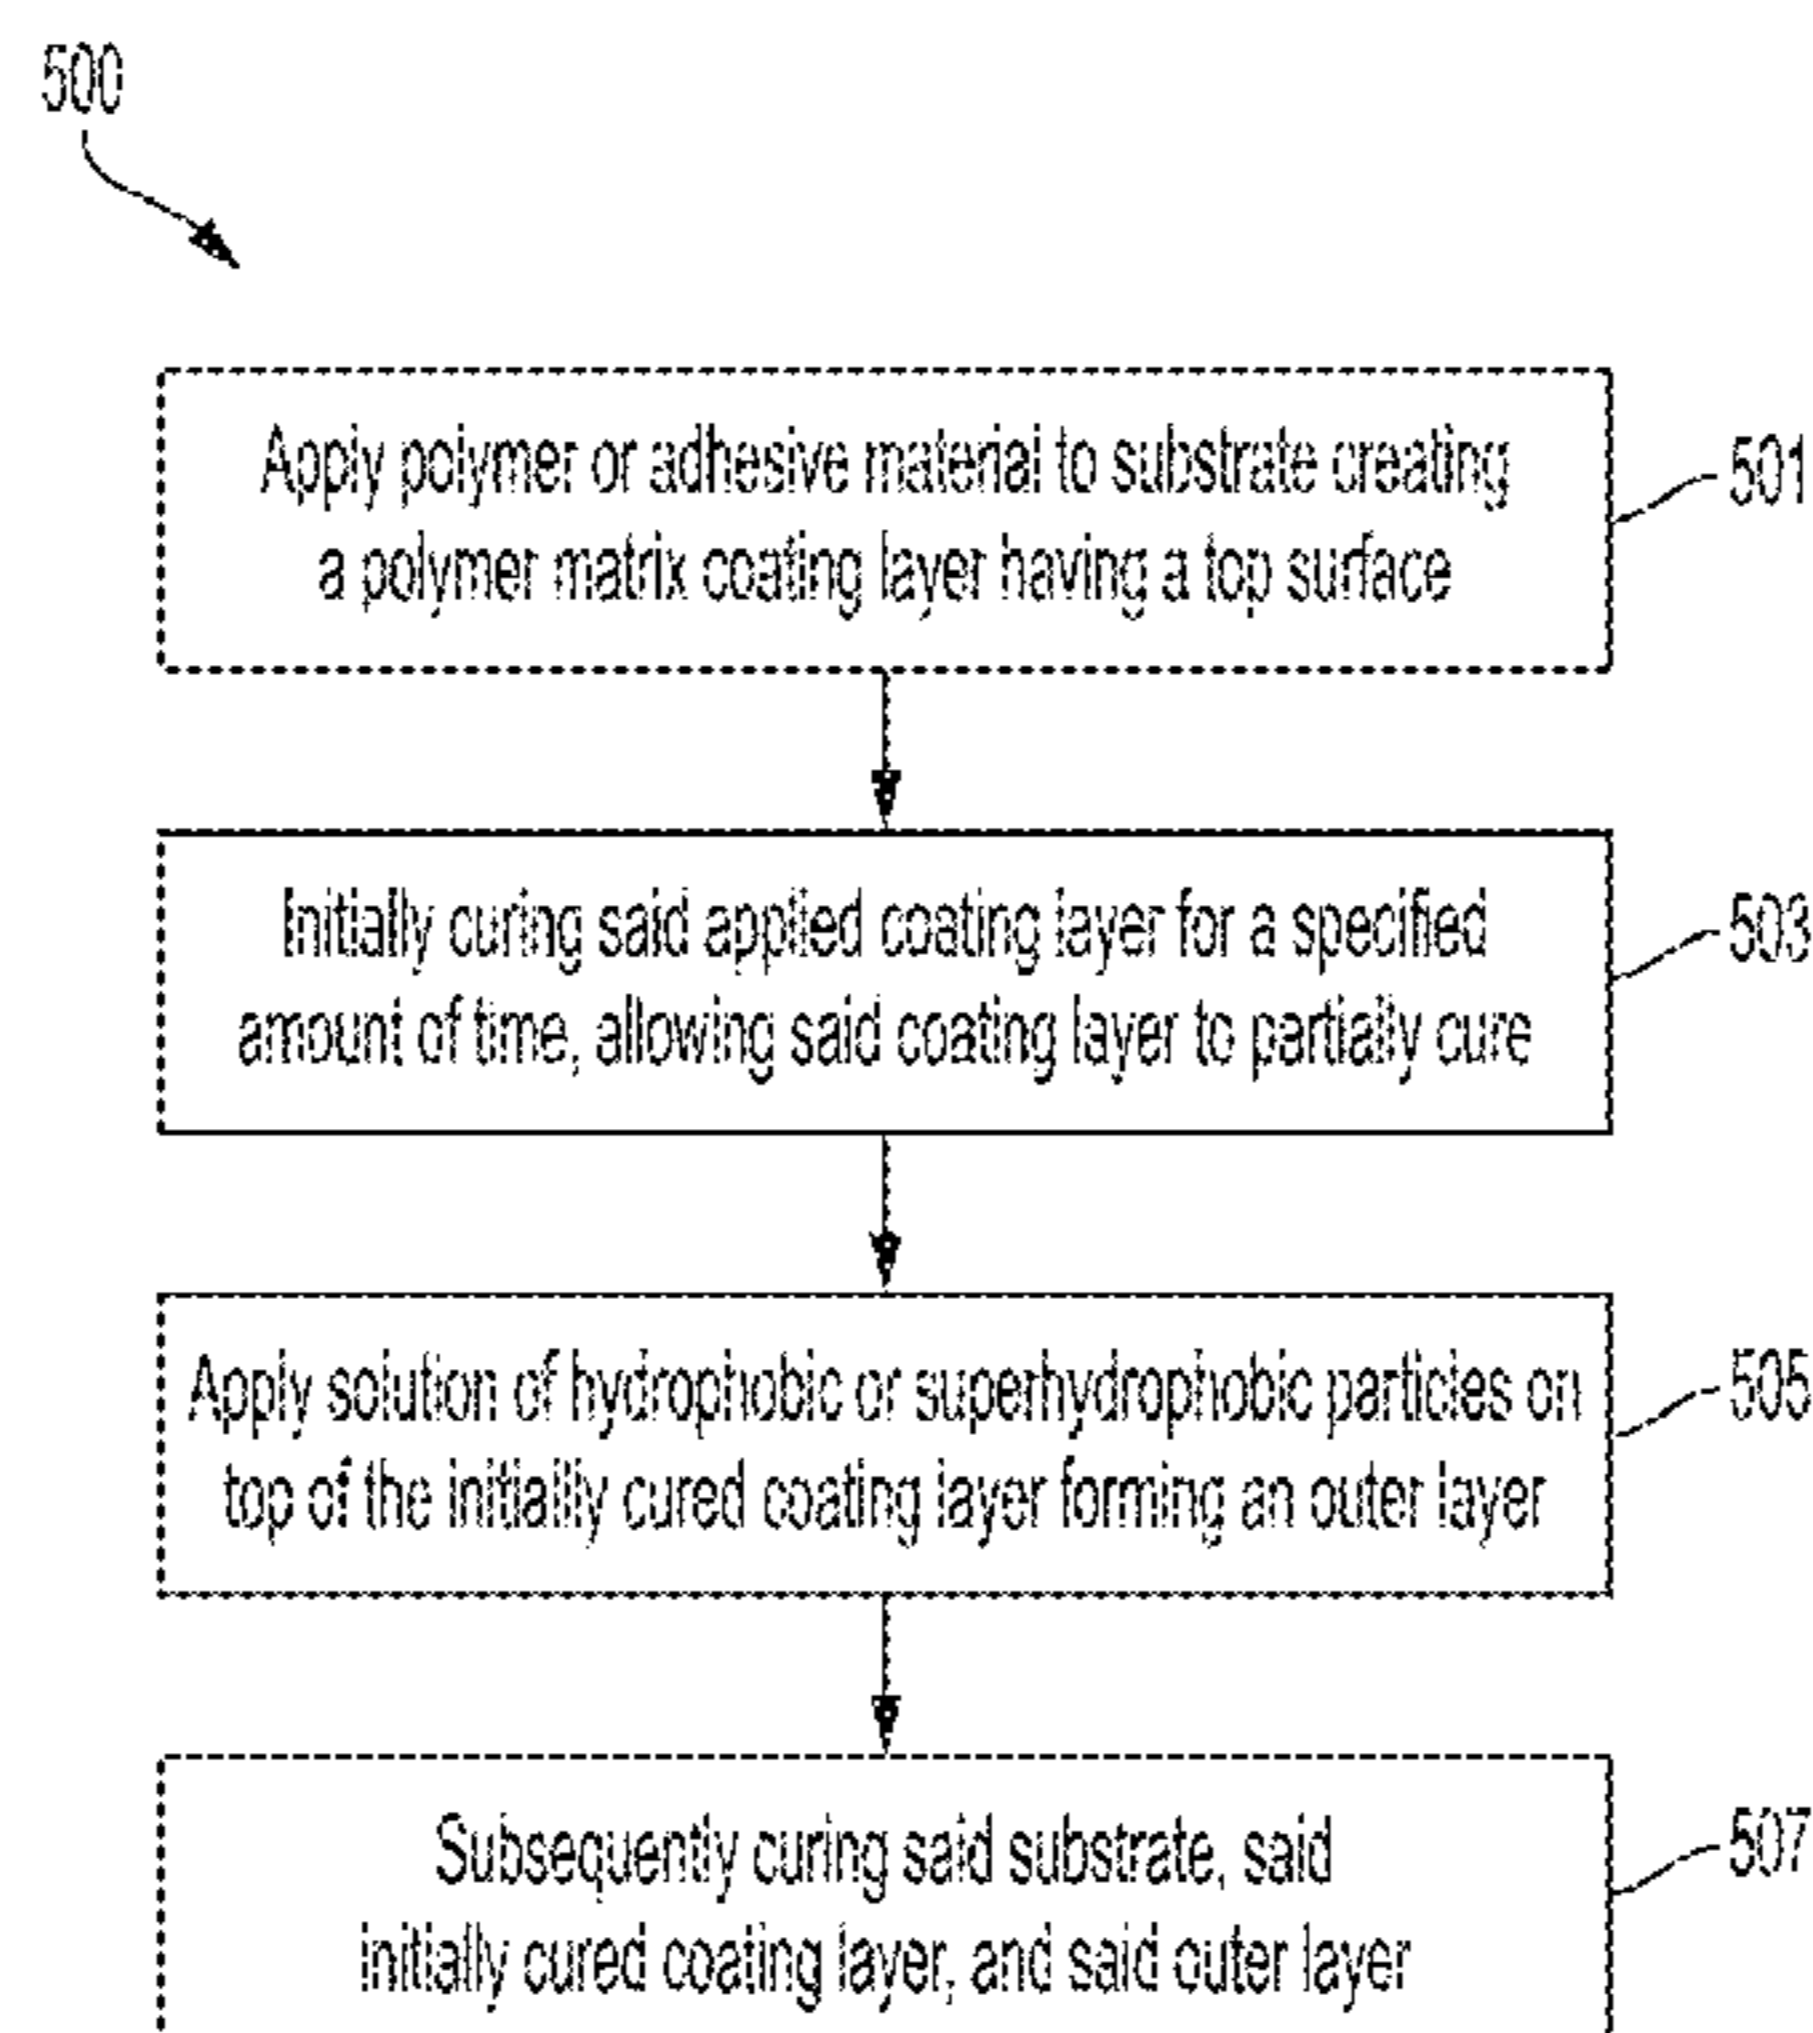 500
Apply polymer or adhesive material to substrate creating
a polymer matrix coating layer having a top surface
501
Initially curing said applied coating layer for a specified
amount of time, allowing said coating layer to partially cure
503
Apply solution of hydrophobic or superhydrophobic particles on
top of the initially cured coating layer forming an outer layer
505
Subsequently curing said substrate, said
initially cured coating layer, and said outer layer
507